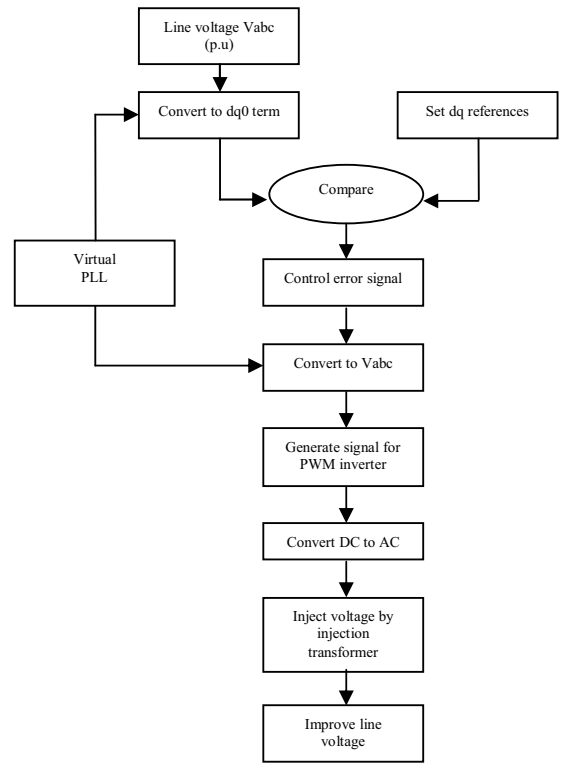 Line voltage Vabc
(p.u)
Convert to dq0 term
Set dq references
Compare
Virtual
PLL
Control error signal
Convert to Vabc
Generate signal for
PWM inverter
Convert DC to AC
Inject voltage by
injection
transformer
Improve line
voltage